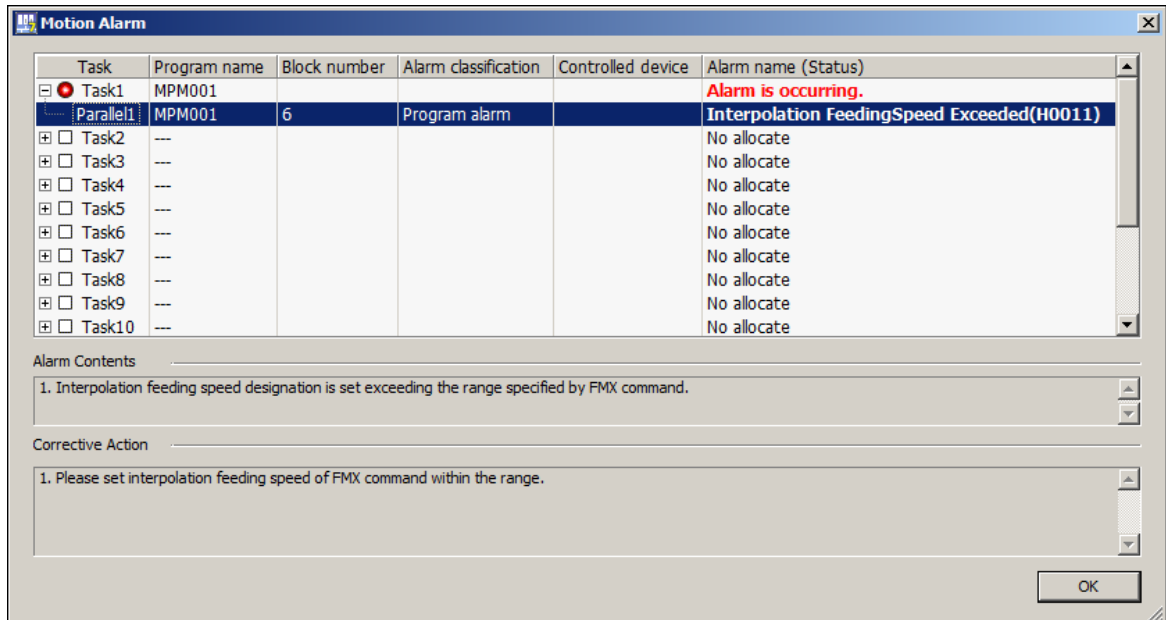 Motion Alarm
Task Program name Block number Alarm classification Controlled device Alarm name (Status)
Task1 MPM001 Alarm is occurring.
Parallel1 MPM001 6 Program alarm Interpolation FeedingSpeed Exceeded(H0011)
Task2 --- No allocate
Task3 --- No allocate
Task4 --- No allocate
Task5 --- No allocate
Task6 --- No allocate
Task7 --- No allocate
Task8 --- No allocate
Task9 --- No allocate
Task10 --- No allocate
Alarm Contents
1. Interpolation feeding speed designation is set exceeding the range specified by FMX command.
Corrective Action
1. Please set interpolation feeding speed of FMX command within the range.
OK